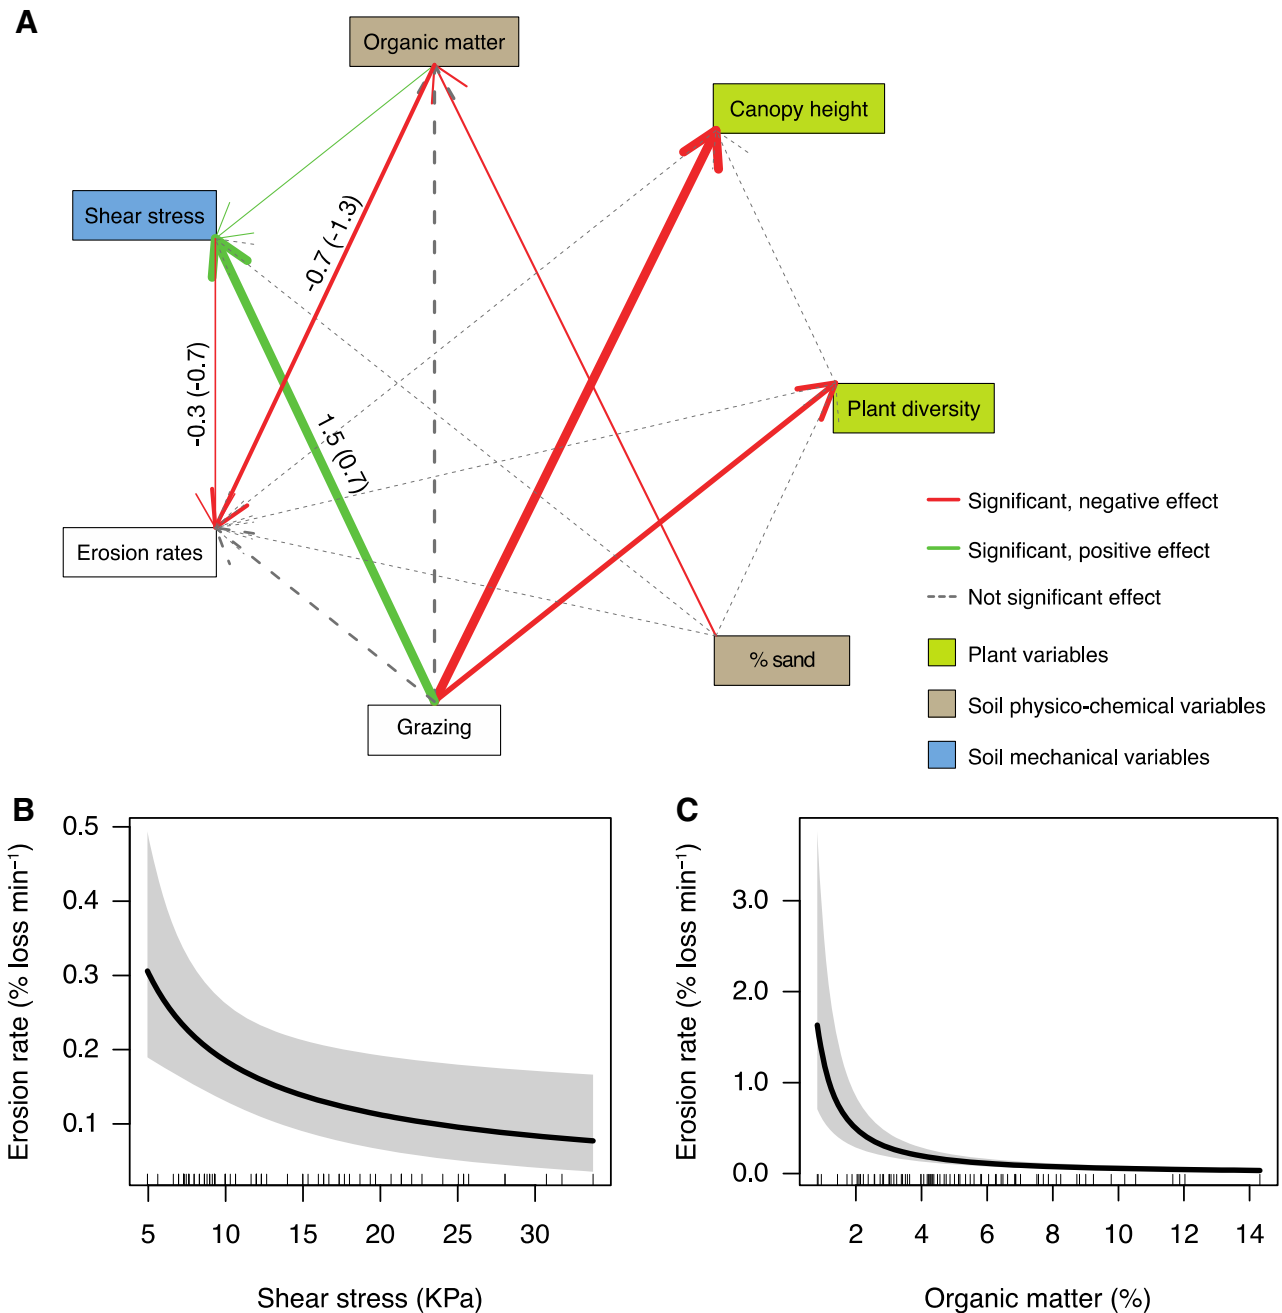 A
Organic matter
Canopy height
Shear stress
-0.7 (-1.3)
-0.3 (-0.7)
1.5 (0.7)
Plant diversity
Erosion rates
% sand
Grazing
Significant, negative effect
Significant, positive effect
Not significant effect
Plant variables
Soil physico-chemical variables
Soil mechanical variables
B
Erosion rate (% loss min⁻¹)
0.5
0.4
0.3
0.2
0.1
5 10 15 20 25 30
Shear stress (KPa)
C
Erosion rate (% loss min⁻¹)
3.0
2.0
1.0
0.0
2 4 6 8 10 12 14
Organic matter (%)